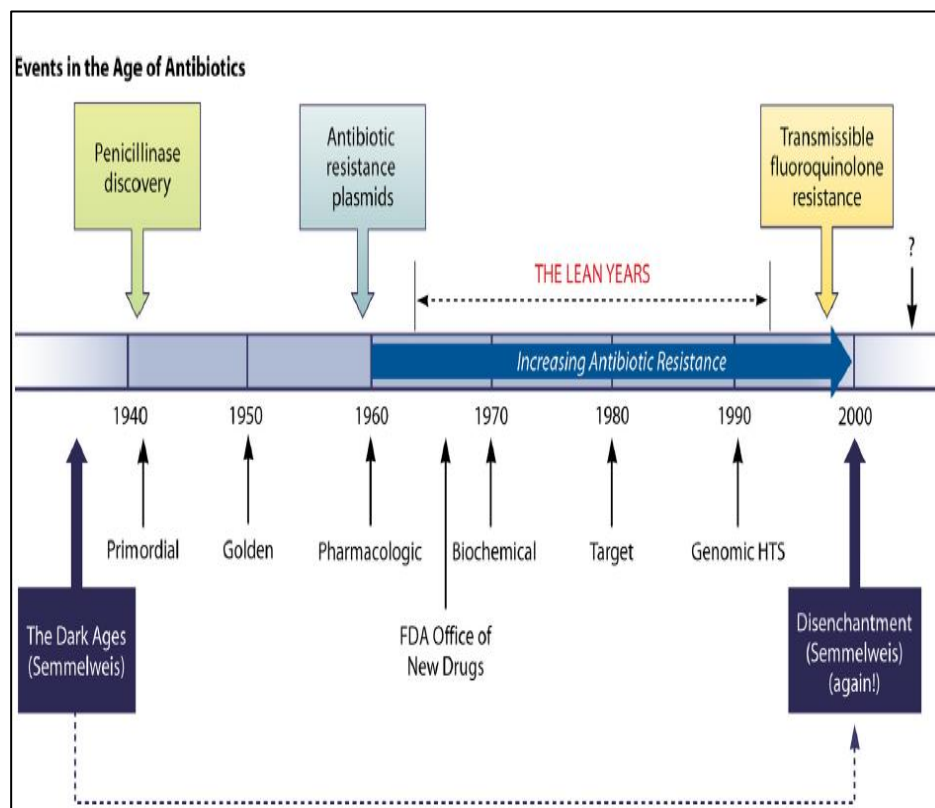 Events in the Age of Antibiotics
Penicillinase
discovery
Antibiotic
resistance
plasmids
Transmissible
fluoroquinolone
resistance
?
THE LEAN YEARS
Increasing Antibiotic Resistance
1940 1950 1960 1970 1980 1990 2000
Primordial Golden Pharmacologic Biochemical Target Genomic HTS
The Dark Ages
(Semmelweis)
FDA Office of
New Drugs
Disenchantment
(Semmelweis)
(again!)